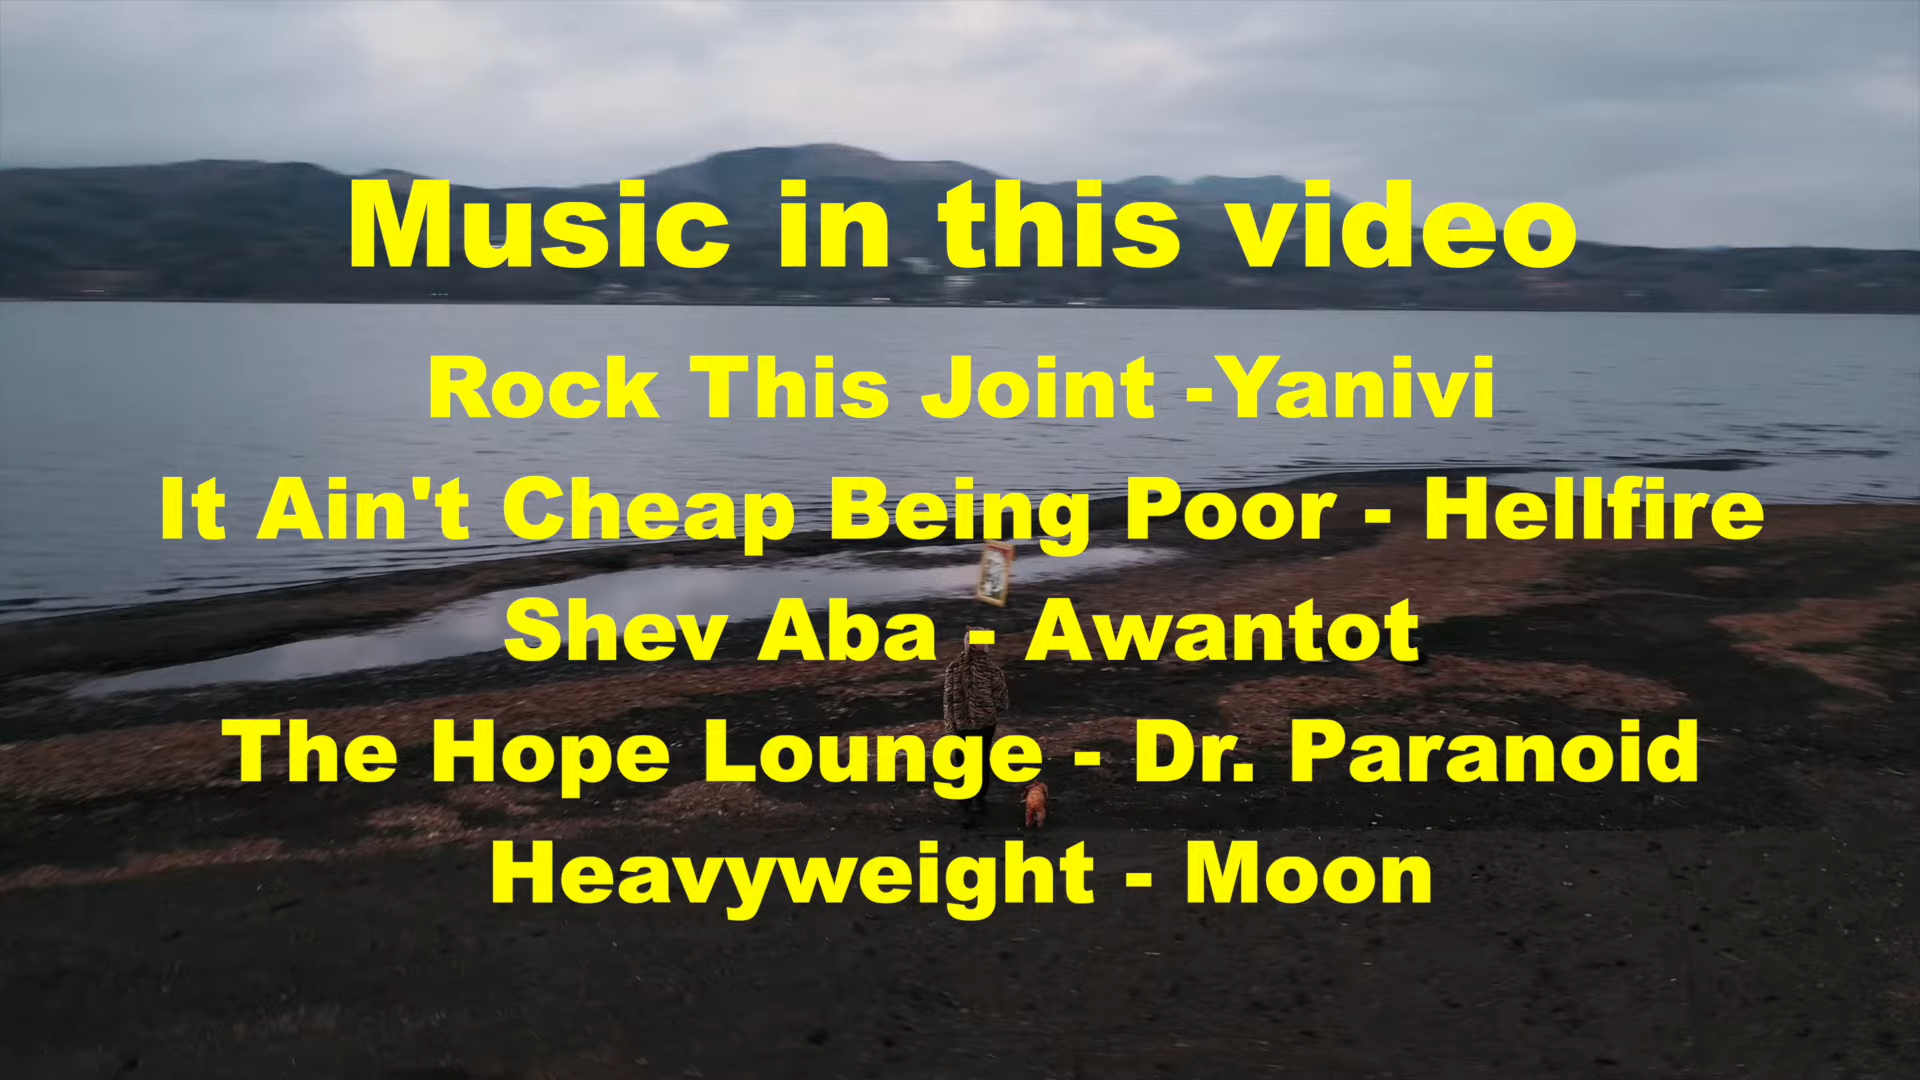 Music in this video
Rock This Joint -Yanivi
It Ain't Cheap Being Poor - Hellfire
Shev Aba - Awantot
The Hope Lounge - Dr. Paranoid
Heavyweight - Moon